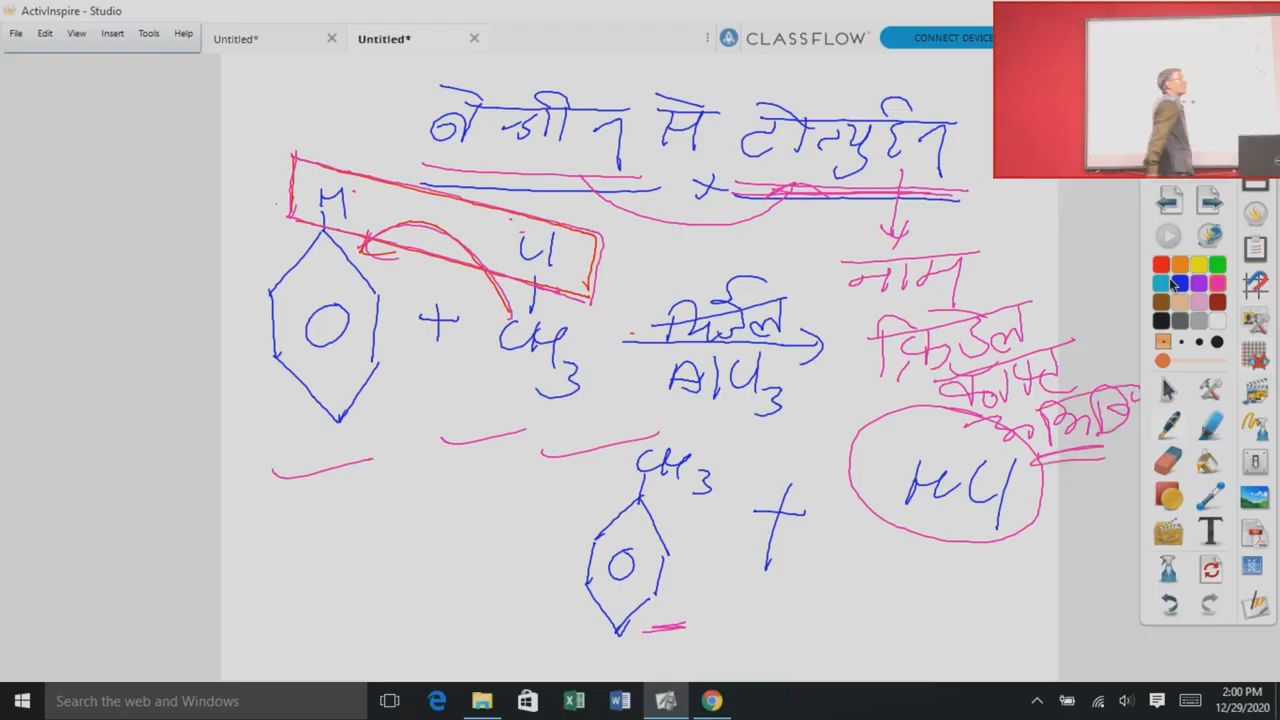 ActivInspire - Studio
File Edit View Insert Tools Help
Untitled*
Untitled*
CLASSFLOW
CONNECT DEVICE
बेन्जीन से टोल्युईन
H
Cl
नाम
+ CH3
निर्जल
AlCl3
फ्रिडेल
क्राफ्ट
अभिक्रिया
CH3
+
HCl
T
Search the web and Windows
2:00 PM
12/29/2020